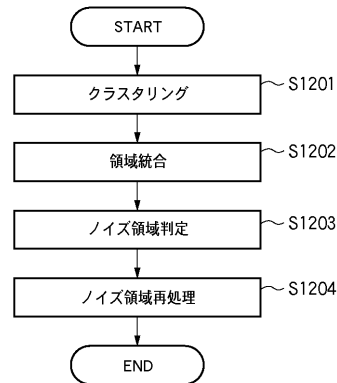 START
クラスタリング
S1201
領域統合
S1202
ノイズ領域判定
S1203
ノイズ領域再処理
S1204
END